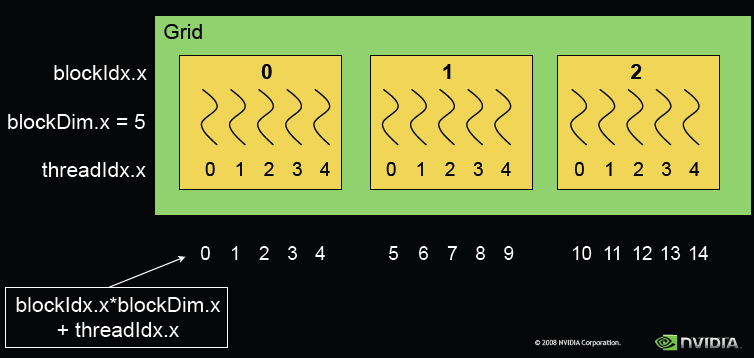 Grid
blockIdx.x 0 1 2
blockDim.x = 5
threadIdx.x 0 1 2 3 4 0 1 2 3 4 0 1 2 3 4
0 1 2 3 4 5 6 7 8 9 10 11 12 13 14
blockIdx.x*blockDim.x
+ threadIdx.x
© 2008 NVIDIA Corporation.
NVIDIA